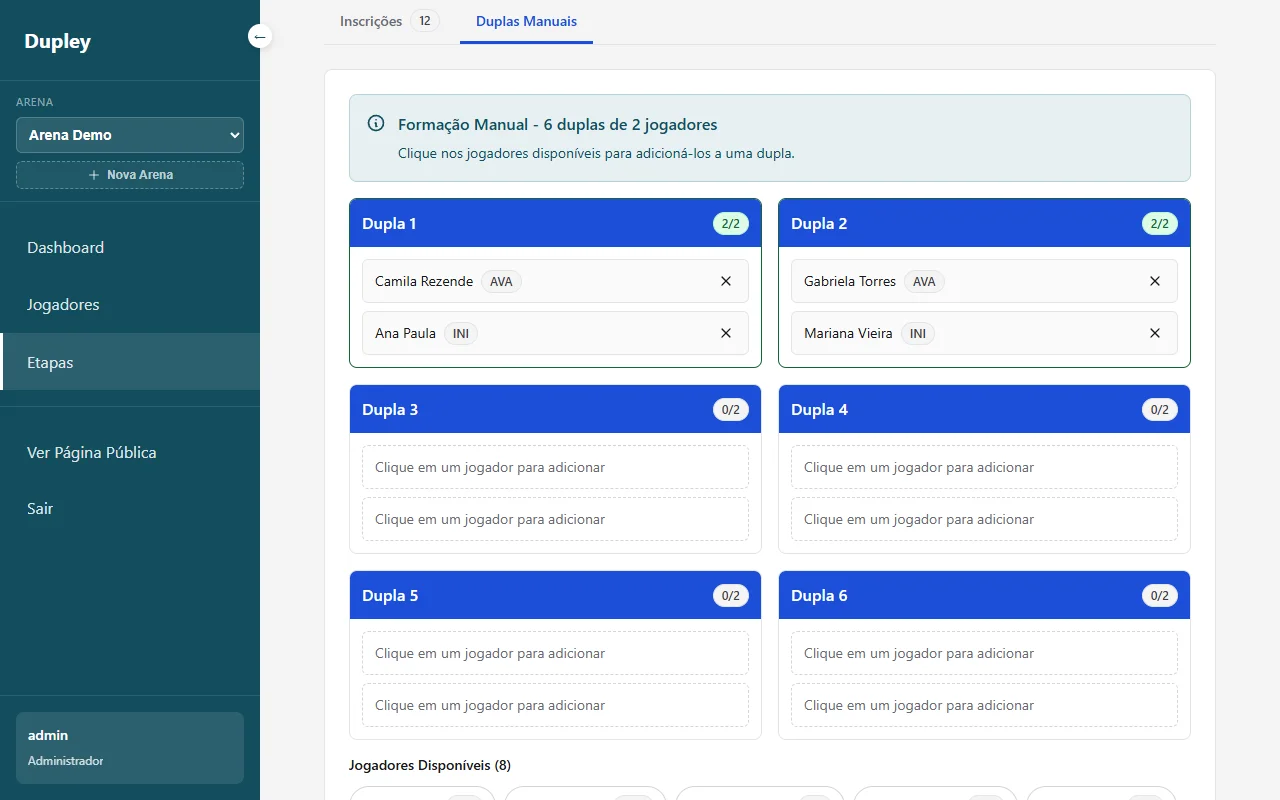 Dupley
←
ARENA
Arena Demo
+ Nova Arena
Dashboard
Jogadores
Etapas
Ver Página Pública
Sair
admin
Administrador
Inscrições 12
Duplas Manuais
Formação Manual - 6 duplas de 2 jogadores
Clique nos jogadores disponíveis para adicioná-los a uma dupla.
Dupla 1 2/2
Camila Rezende AVA ×
Ana Paula INI ×
Dupla 2 2/2
Gabriela Torres AVA ×
Mariana Vieira INI ×
Dupla 3 0/2
Clique em um jogador para adicionar
Clique em um jogador para adicionar
Dupla 4 0/2
Clique em um jogador para adicionar
Clique em um jogador para adicionar
Dupla 5 0/2
Clique em um jogador para adicionar
Clique em um jogador para adicionar
Dupla 6 0/2
Clique em um jogador para adicionar
Clique em um jogador para adicionar
Jogadores Disponíveis (8)